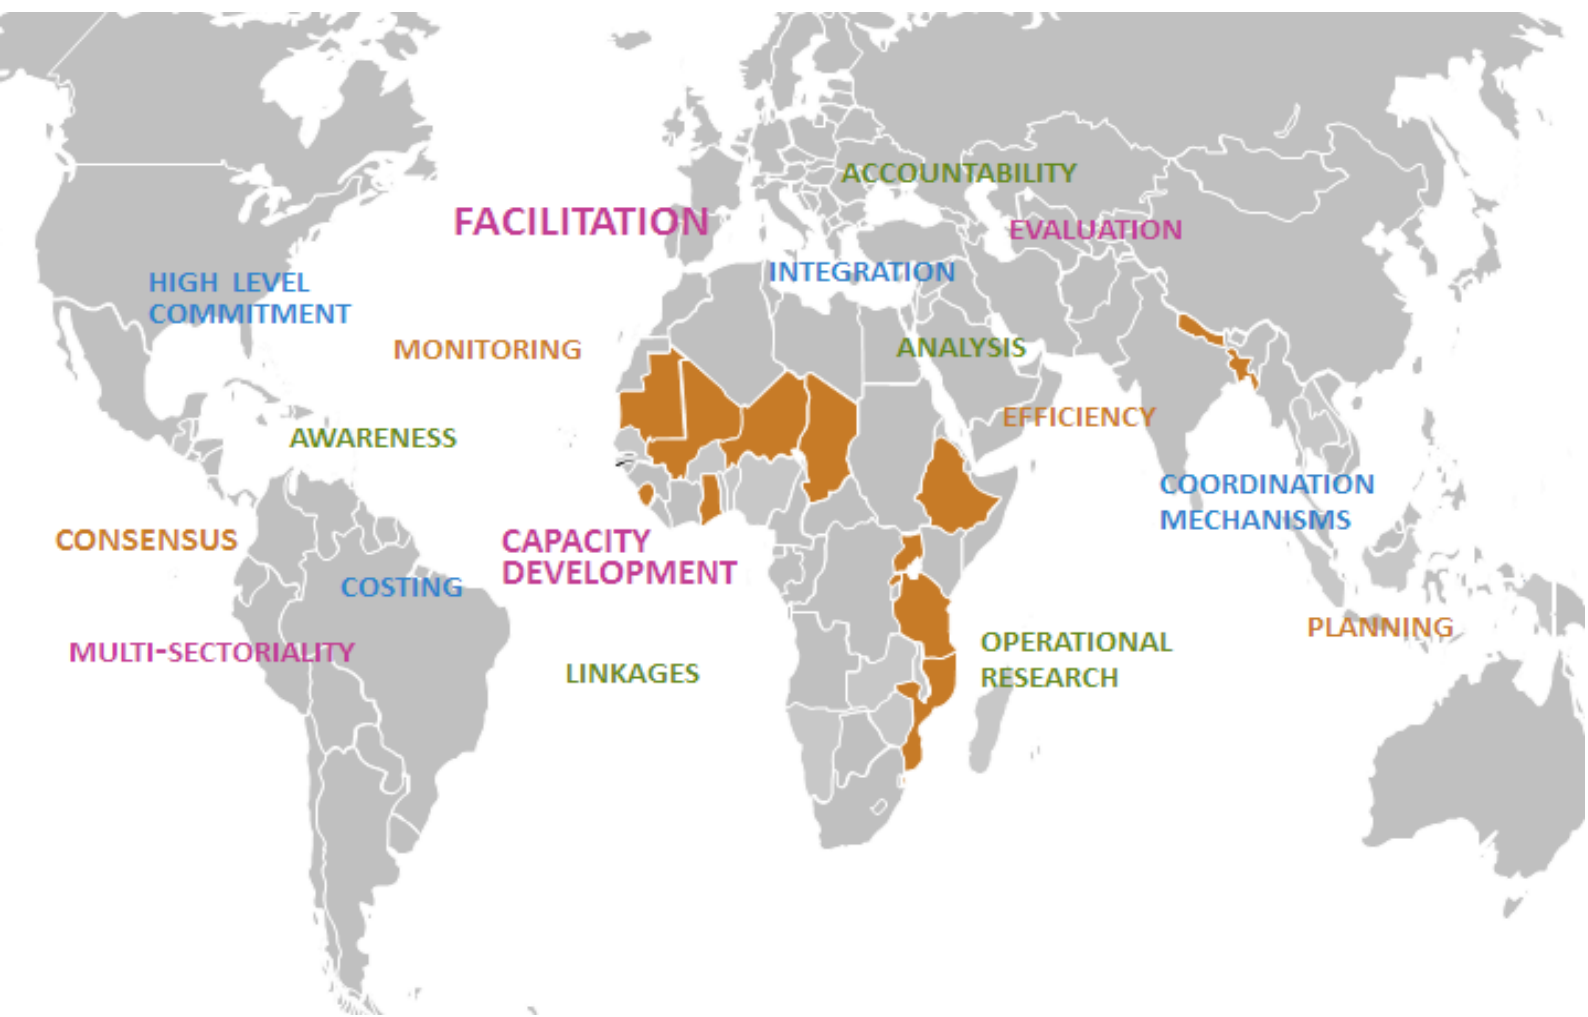 ACCOUNTABILITY
FACILITATION
EVALUATION
INTEGRATION
HIGH LEVEL
COMMITMENT
MONITORING
ANALYSIS
EFFICIENCY
AWARENESS
COORDINATION
MECHANISMS
CONSENSUS
CAPACITY
DEVELOPMENT
COSTING
PLANNING
MULTI-SECTORIALITY
OPERATIONAL
RESEARCH
LINKAGES